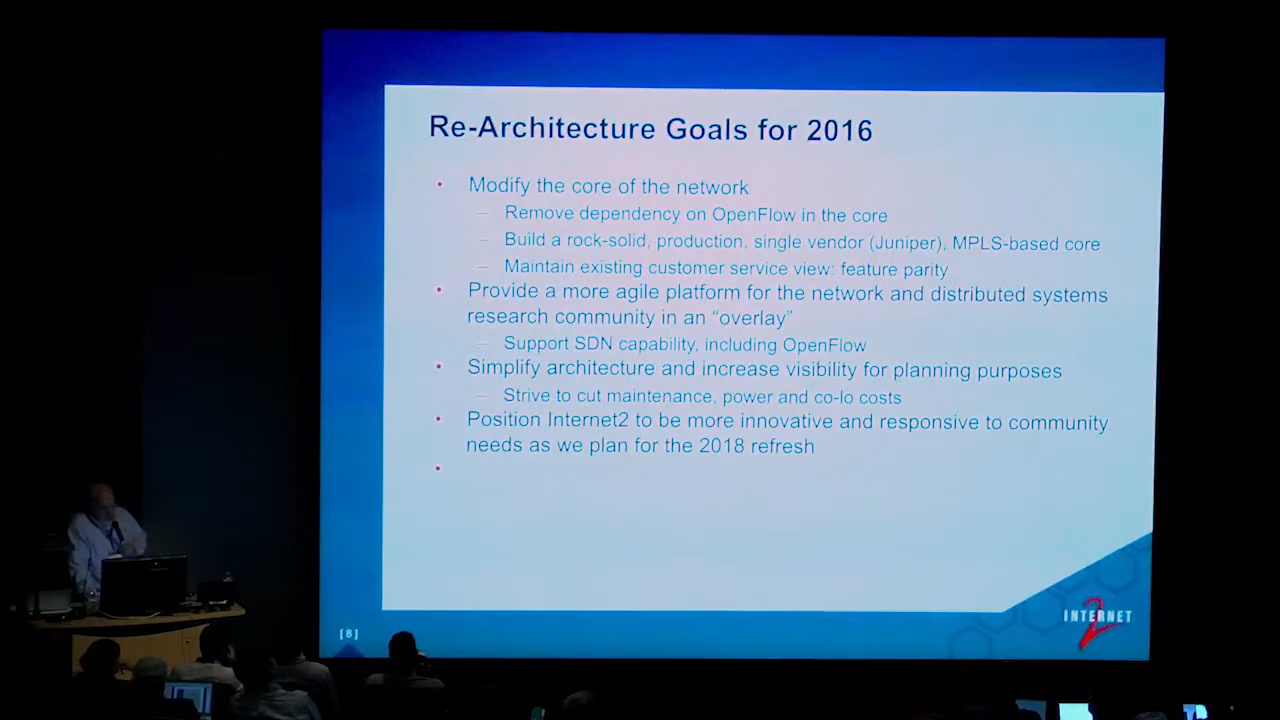 Re-Architecture Goals for 2016
• Modify the core of the network
– Remove dependency on OpenFlow in the core
– Build a rock-solid, production, single vendor (Juniper), MPLS-based core
– Maintain existing customer service view: feature parity
• Provide a more agile platform for the network and distributed systems
research community in an “overlay”
– Support SDN capability, including OpenFlow
• Simplify architecture and increase visibility for planning purposes
– Strive to cut maintenance, power and co-lo costs
• Position Internet2 to be more innovative and responsive to community
needs as we plan for the 2018 refresh
•
[8]
INTERNET
2